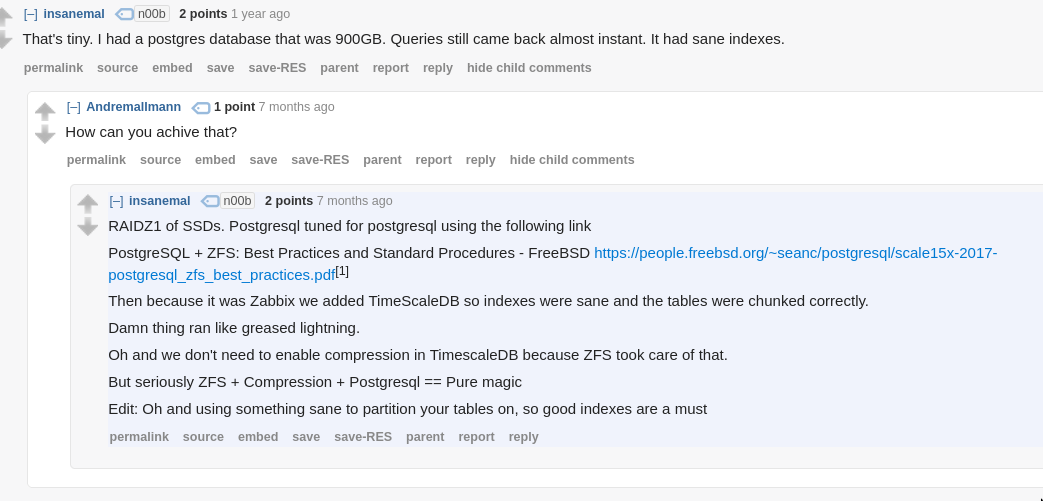 [–] insanemal n00b 2 points 1 year ago
That's tiny. I had a postgres database that was 900GB. Queries still came back almost instant. It had sane indexes.
permalink source embed save save-RES parent report reply hide child comments
[–] Andremallmann 1 point 7 months ago
How can you achive that?
permalink source embed save save-RES parent report reply hide child comments
[–] insanemal n00b 2 points 7 months ago
RAIDZ1 of SSDs. Postgresql tuned for postgresql using the following link
PostgreSQL + ZFS: Best Practices and Standard Procedures - FreeBSD https://people.freebsd.org/~seanc/postgresql/scale15x-2017-
postgresql_zfs_best_practices.pdf[1]
Then because it was Zabbix we added TimeScaleDB so indexes were sane and the tables were chunked correctly.
Damn thing ran like greased lightning.
Oh and we don't need to enable compression in TimescaleDB because ZFS took care of that.
But seriously ZFS + Compression + Postgresql == Pure magic
Edit: Oh and using something sane to partition your tables on, so good indexes are a must
permalink source embed save save-RES parent report reply